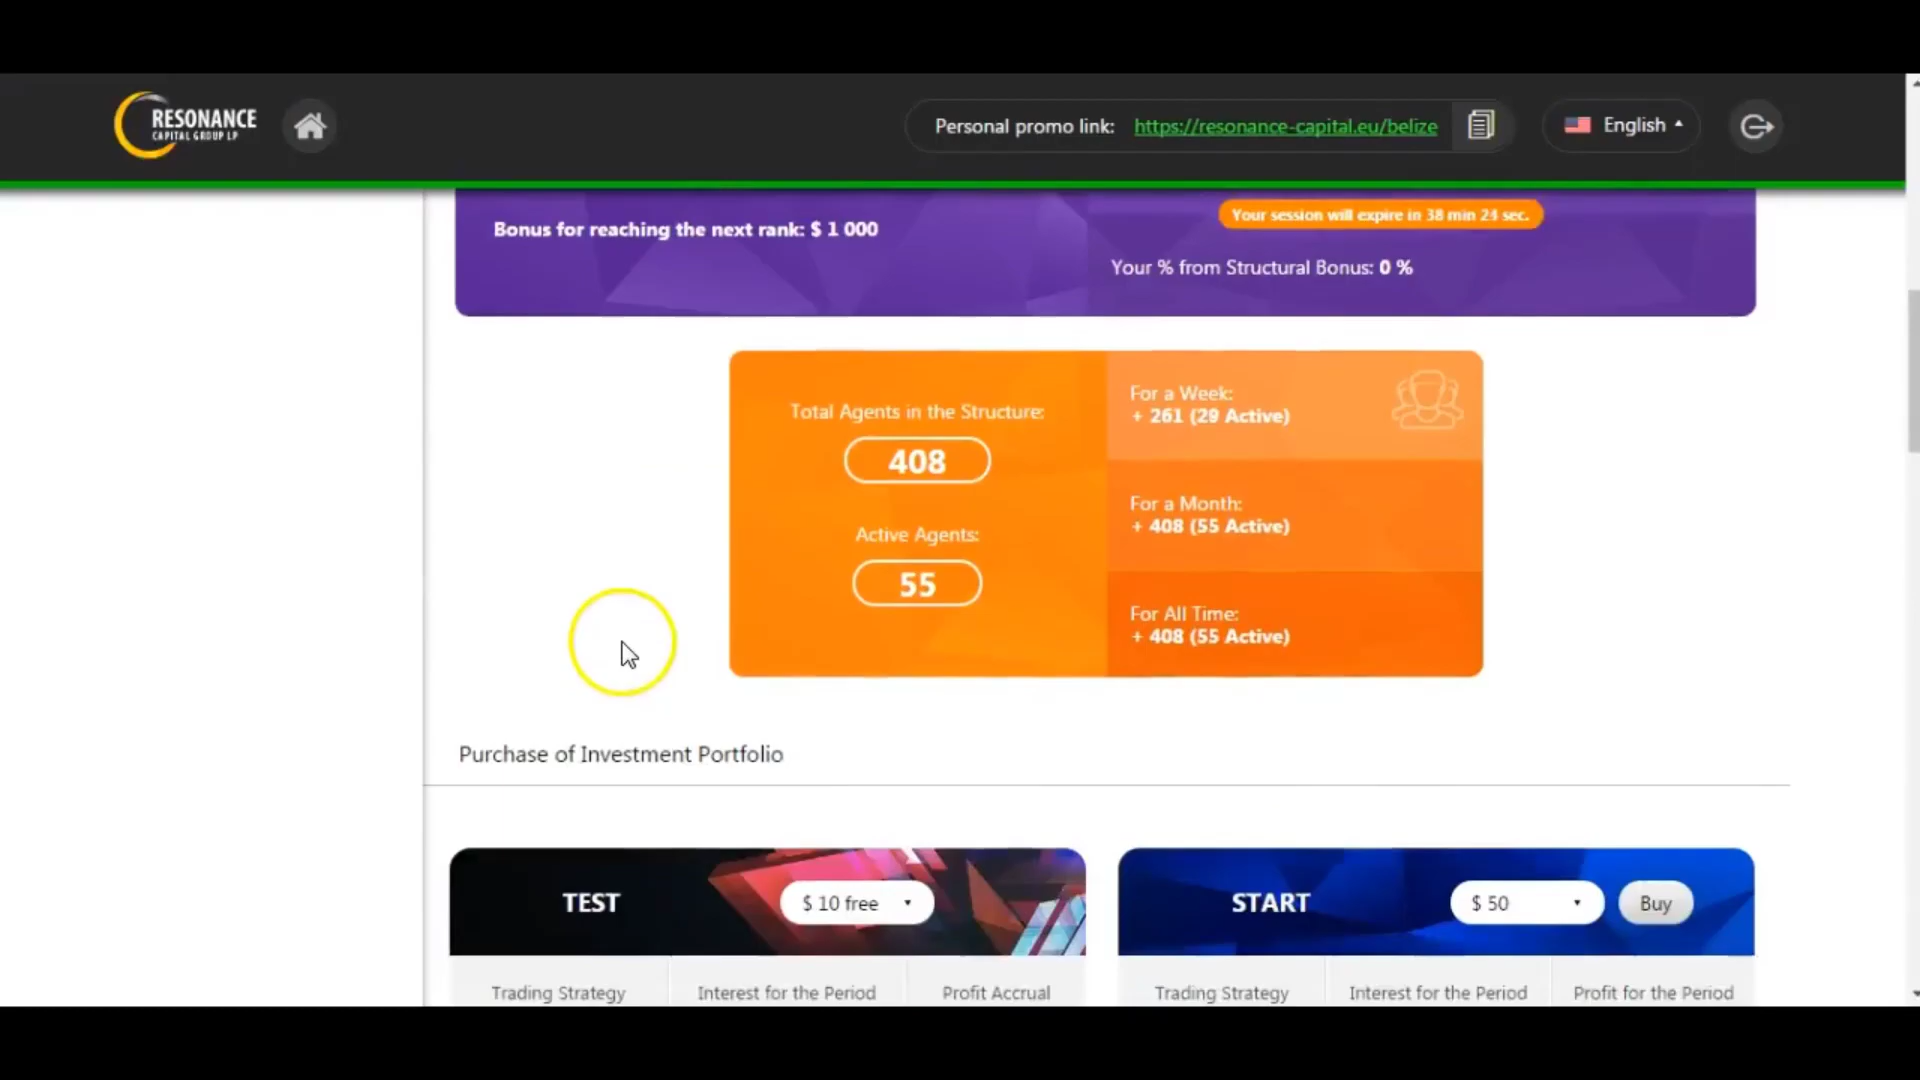 RESONANCE
CAPITAL GROUP LP
Personal promo link: https://resonance-capital.eu/belize
English
Bonus for reaching the next rank: $ 1 000
Your session will expire in 38 min 24 sec.
Your % from Structural Bonus: 0 %
Total Agents in the Structure:
408
Active Agents:
55
For a Week:
+ 261 (29 Active)
For a Month:
+ 408 (55 Active)
For All Time:
+ 408 (55 Active)
Purchase of Investment Portfolio
TEST
$ 10 free
START
$ 50
Buy
Trading Strategy
Interest for the Period
Profit Accrual
Trading Strategy
Interest for the Period
Profit for the Period